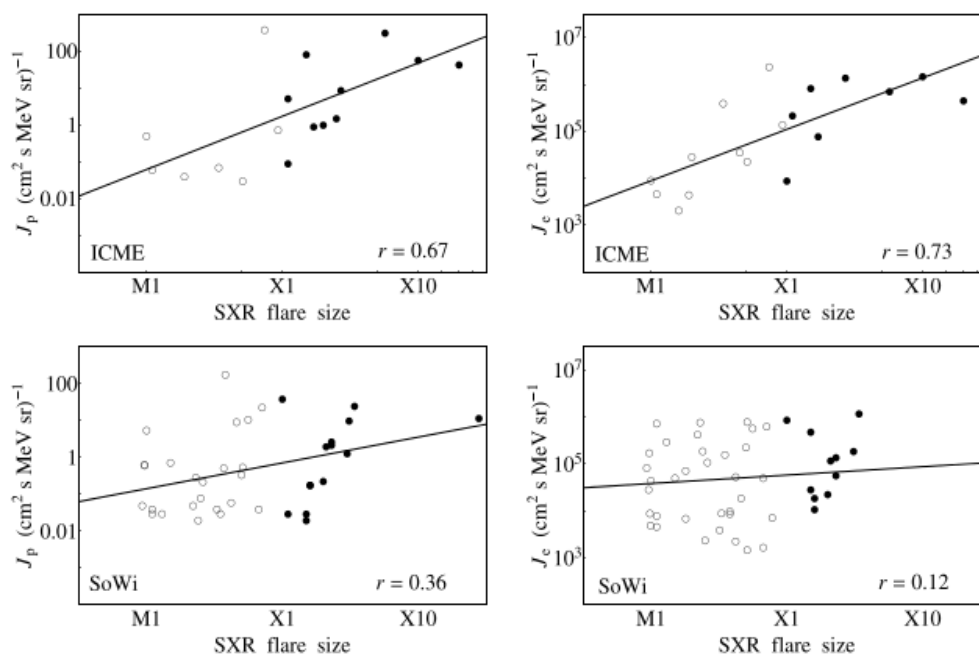 J_p (cm² s MeV sr)⁻¹
100
1
0.01
ICME
r = 0.67
M1 X1 X10
SXR flare size
J_e (cm² s MeV sr)⁻¹
10⁷
10⁵
10³
ICME
r = 0.73
M1 X1 X10
SXR flare size
J_p (cm² s MeV sr)⁻¹
100
1
0.01
SoWi
r = 0.36
M1 X1 X10
SXR flare size
J_e (cm² s MeV sr)⁻¹
10⁷
10⁵
10³
SoWi
r = 0.12
M1 X1 X10
SXR flare size